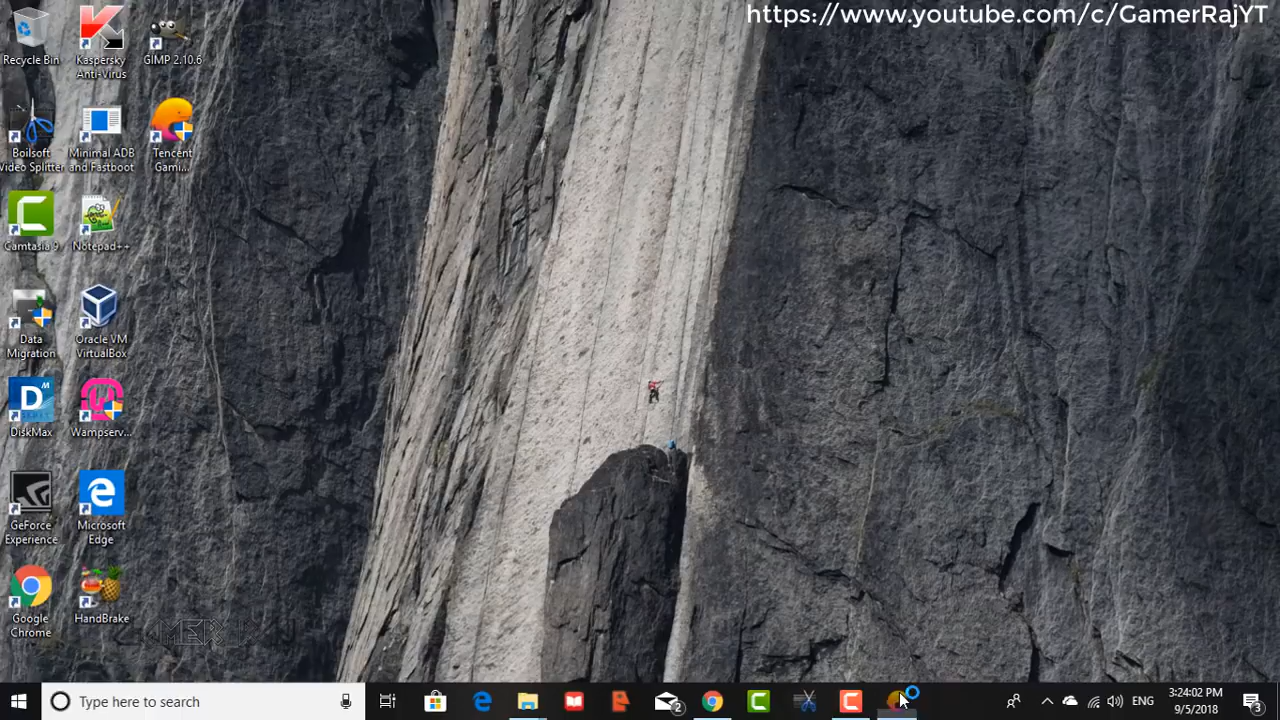 https://www.youtube.com/c/GamerRajYT
Recycle Bin
Kaspersky
Anti-Virus
GIMP 2.10.6
Boilsoft
Video Splitter
Minimal ADB
and Fastboot
Tencent
Gami...
Camtasia 9
Notepad++
Data
Migration
Oracle VM
VirtualBox
DiskMax
Wampserv...
GeForce
Experience
Microsoft
Edge
Google
Chrome
HandBrake
Type here to search
2
ENG
3:24:02 PM
9/5/2018
3